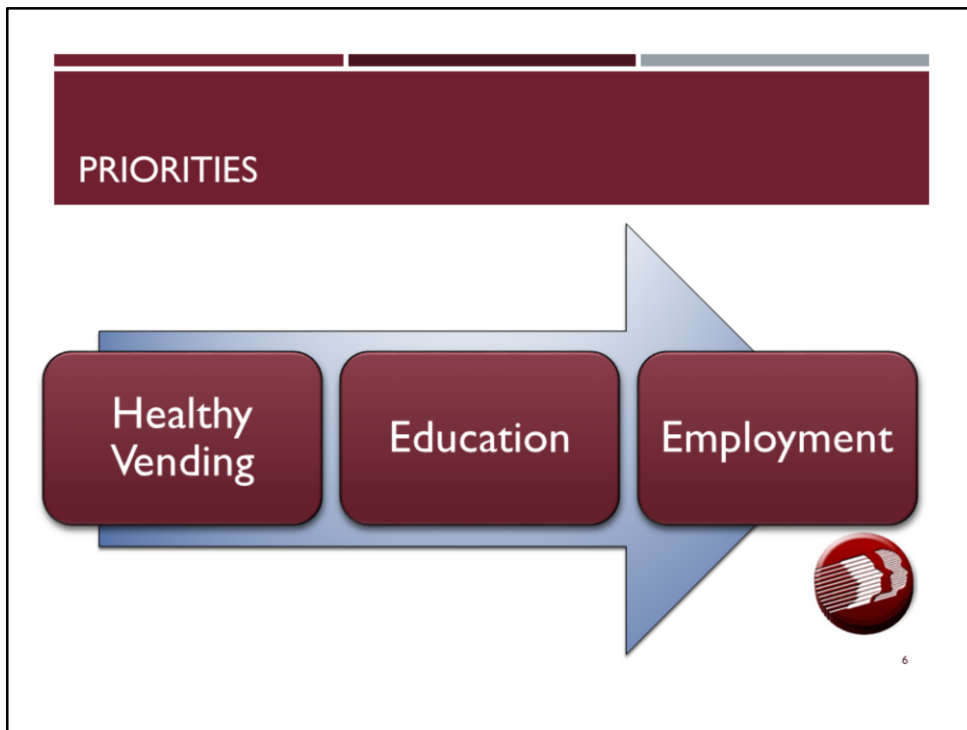 PRIORITIES
Healthy
Vending
Education
Employment
6